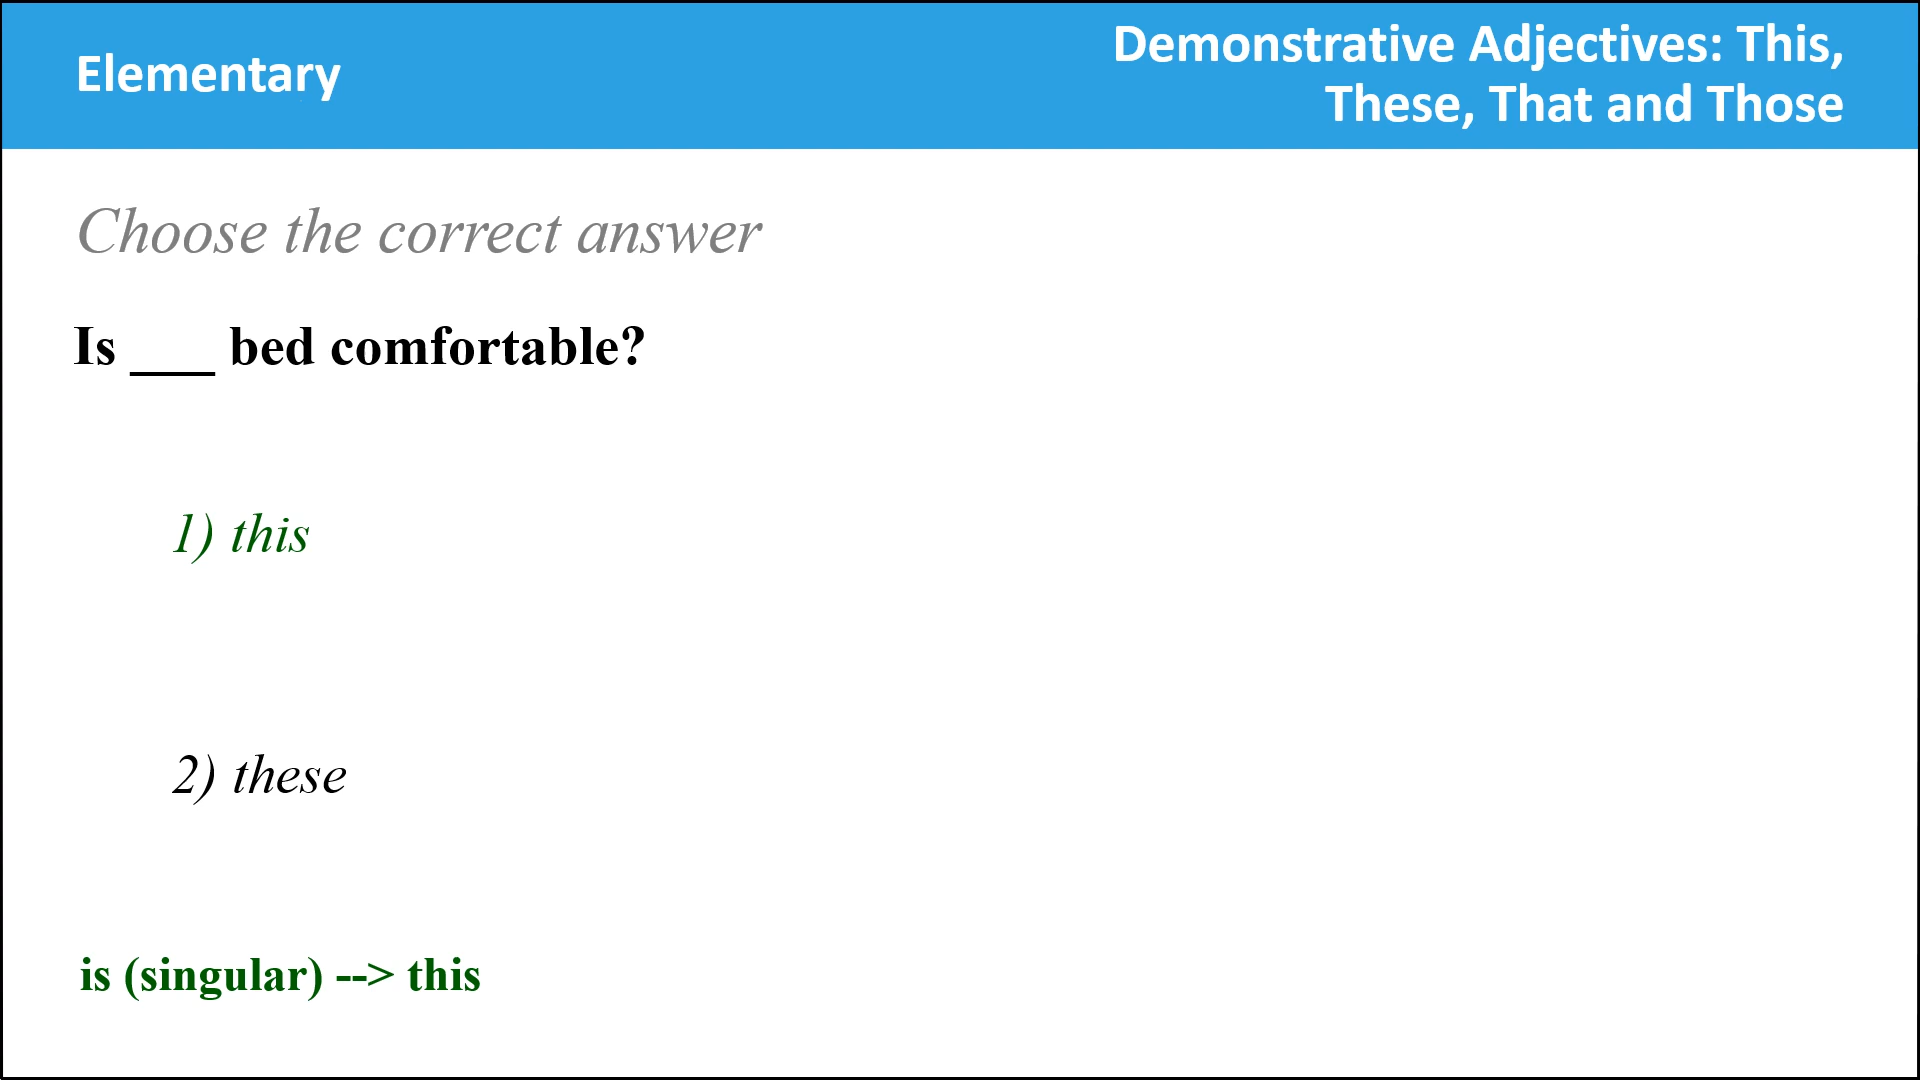 Elementary
Demonstrative Adjectives: This,
These, That and Those
Choose the correct answer
Is ___ bed comfortable?
1) this
2) these
is (singular) --> this